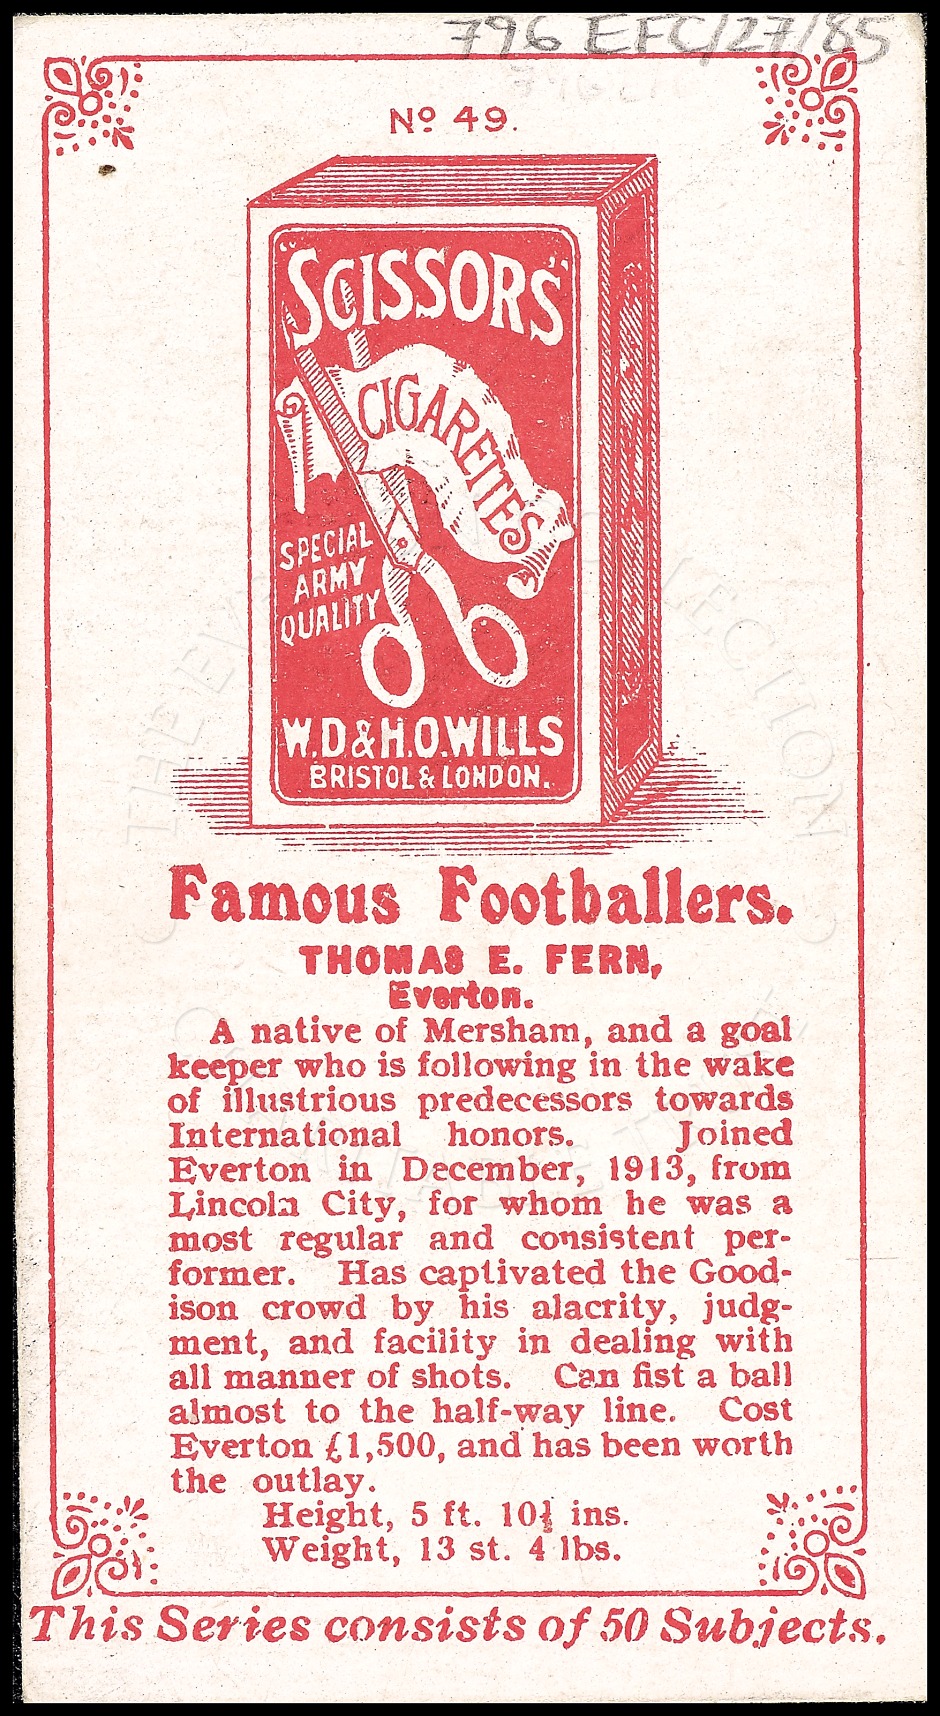 796 EFC/27/85
Nº 49.
"SCISSORS"
CIGARETTES
SPECIAL
ARMY
QUALITY
W.D & H.O. WILLS
BRISTOL & LONDON.
Famous Footballers.
THOMAS E. FERN,
Everton.
A native of Mersham, and a goal
keeper who is following in the wake
of illustrious predecessors towards
International honors. Joined
Everton in December, 1913, from
Lincoln City, for whom he was a
most regular and consistent per-
former. Has captivated the Good-
ison crowd by his alacrity, judg-
ment, and facility in dealing with
all manner of shots. Can fist a ball
almost to the half-way line. Cost
Everton £1,500, and has been worth
the outlay.
Height, 5 ft. ins.
Weight, 13 st. 4 lbs.
This Series consists of 50 Subjects.